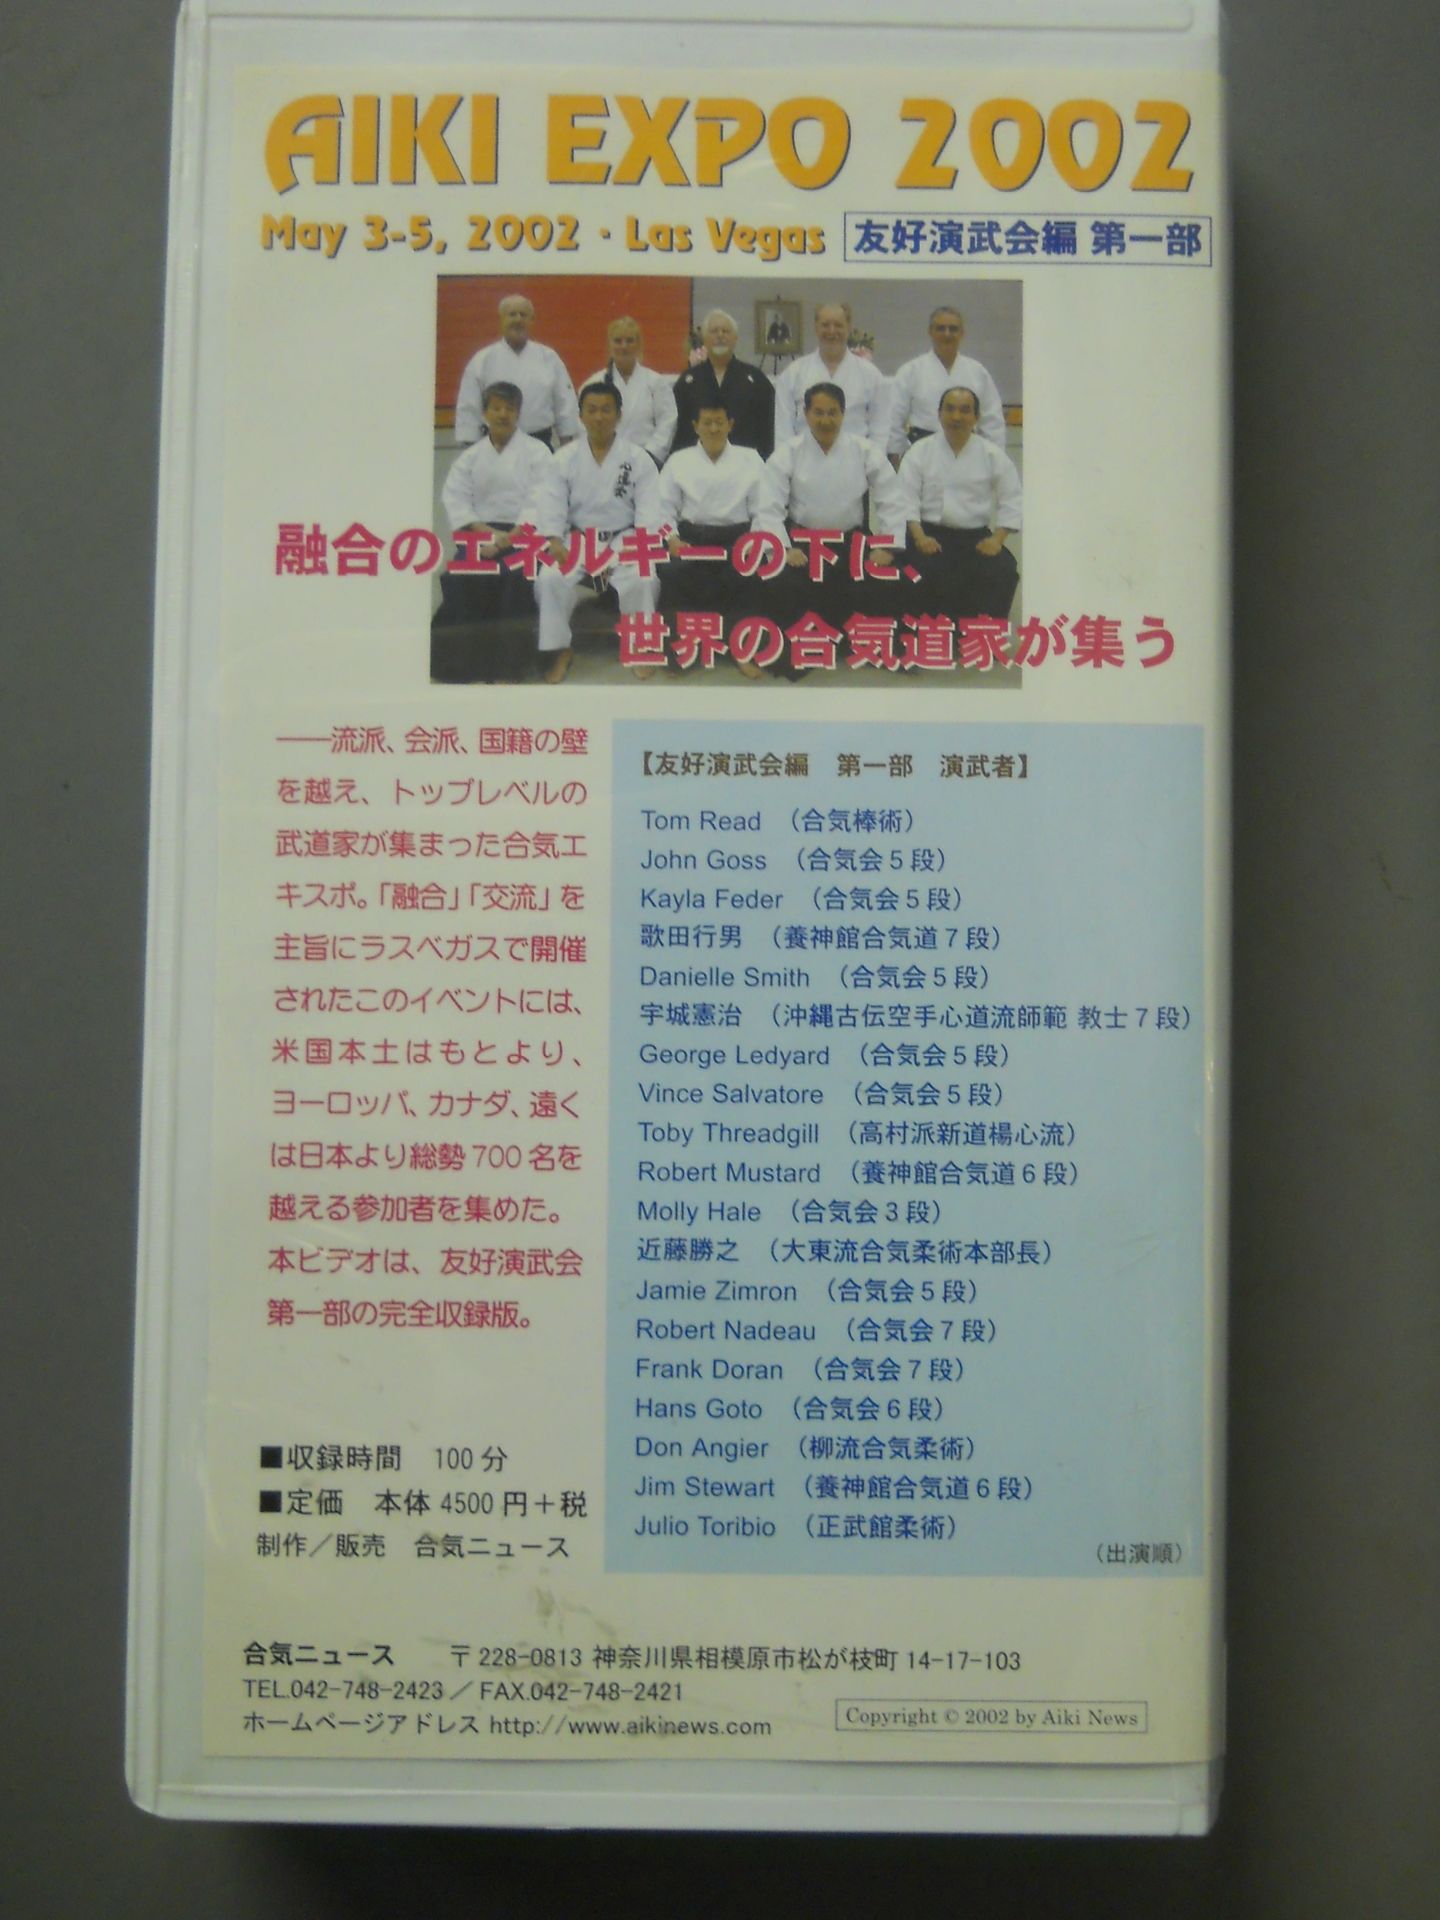 AIKI EXPO 2002
May 3-5, 2002・Las Vegas 友好演武会編 第一部
融合のエネルギーの下に、
世界の合気道家が集う
――流派、会派、国籍の壁
を越え、トップレベルの
武道家が集まった合気エ
キスポ。「融合」「交流」を
主旨にラスベガスで開催
されたこのイベントには、
米国本土はもとより、
ヨーロッパ、カナダ、遠く
は日本より総勢700名を
越える参加者を集めた。
本ビデオは、友好演武会
第一部の完全収録版。
■収録時間 100分
■定価 本体4500円+税
制作/販売 合気ニュース
【友好演武会編 第一部 演武者】
Tom Read (合気棒術)
John Goss (合気会5段)
Kayla Feder (合気会5段)
歌田行男 (養神館合気道7段)
Danielle Smith (合気会5段)
宇城憲治 (沖縄古伝空手心道流師範 教士7段)
George Ledyard (合気会5段)
Vince Salvatore (合気会5段)
Toby Threadgill (高村派新道楊心流)
Robert Mustard (養神館合気道6段)
Molly Hale (合気会3段)
近藤勝之 (大東流合気柔術本部長)
Jamie Zimron (合気会5段)
Robert Nadeau (合気会7段)
Frank Doran (合気会7段)
Hans Goto (合気会6段)
Don Angier (柳流合気柔術)
Jim Stewart (養神館合気道6段)
Julio Toribio (正武館柔術)
(出演順)
合気ニュース 〒228-0813 神奈川県相模原市松が枝町14-17-103
TEL.042-748-2423/FAX.042-748-2421
ホームページアドレス http://www.aikinews.com
Copyright © 2002 by Aiki News